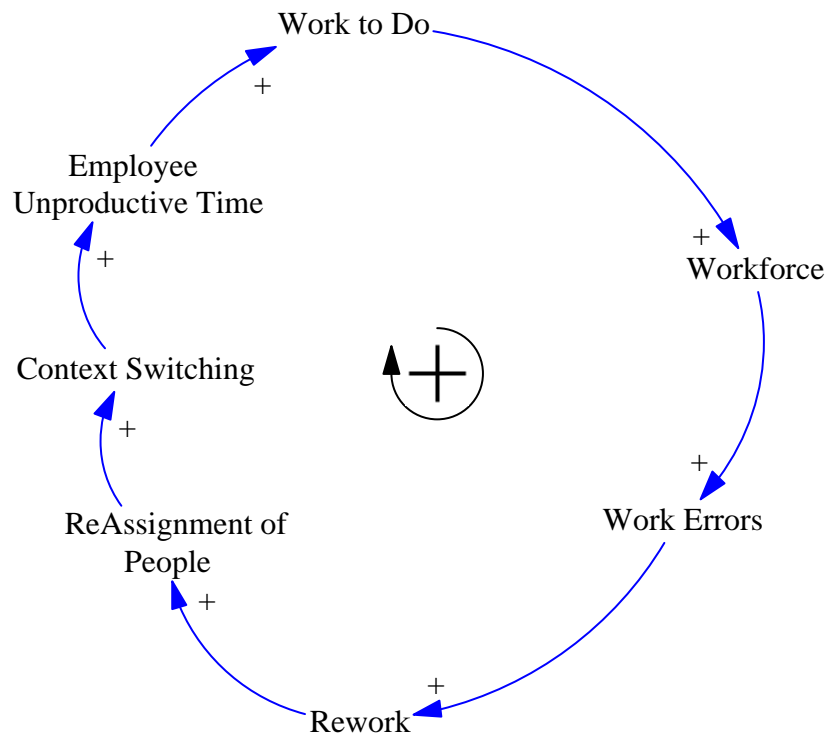 Work to Do
+
Employee
Unproductive Time
+
Workforce
+
Context Switching
+
+
Work Errors
ReAssignment of
People
+
+
Rework
+